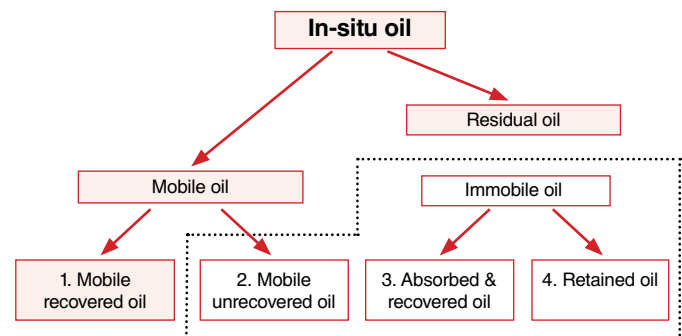 In-situ oil
Residual oil
Mobile oil
Immobile oil
1. Mobile
recovered oil
2. Mobile
unrecovered oil
3. Absorbed &
recovered oil
4. Retained oil